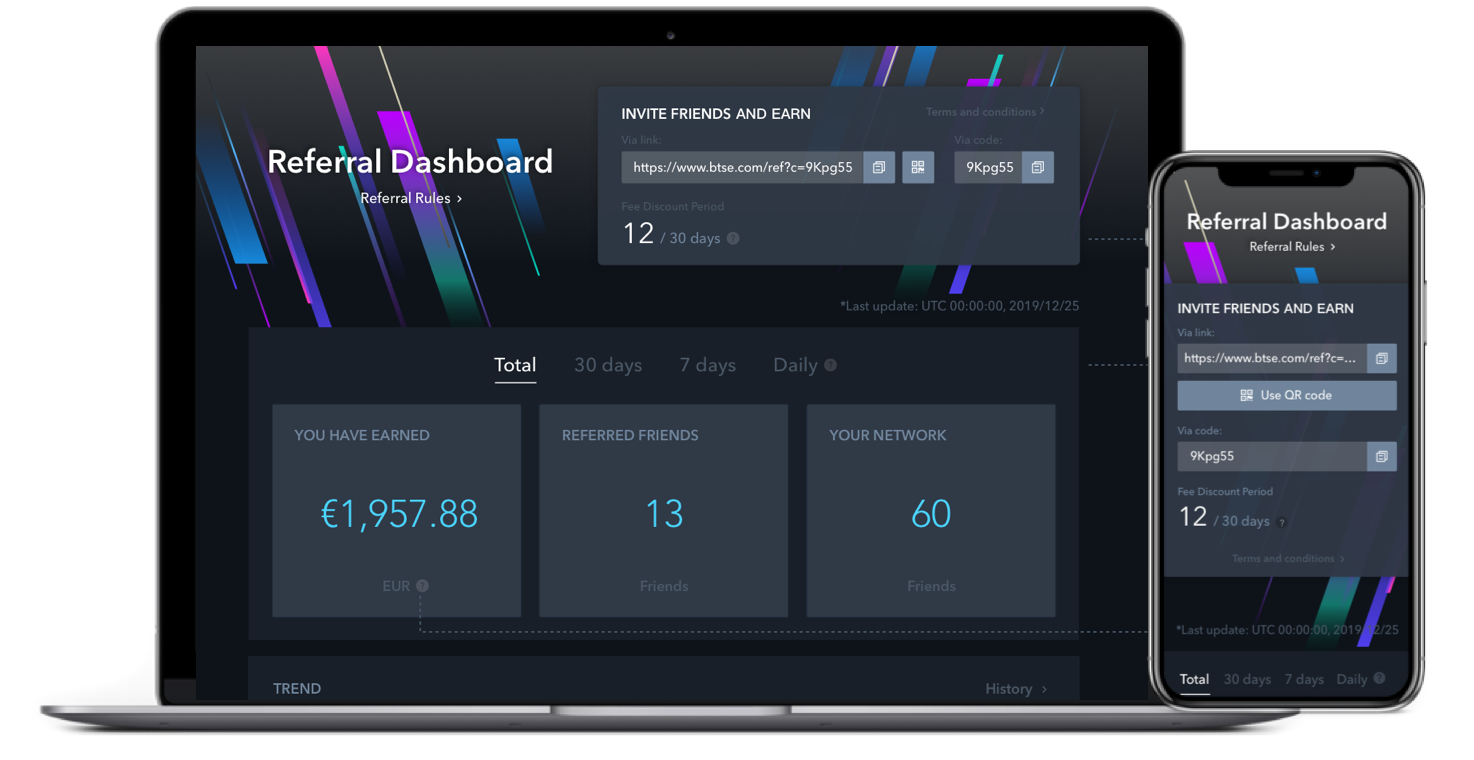 Referral Dashboard
Referral Rules >
INVITE FRIENDS AND EARN
Terms and conditions >
Via link:
Via code:
https://www.btse.com/ref?c=9Kpg55
9Kpg55
Fee Discount Period
12 / 30 days ?
*Last update: UTC 00:00:00, 2019/12/25
Total 30 days 7 days Daily ?
YOU HAVE EARNED
€1,957.88
EUR ?
REFERRED FRIENDS
13
Friends
YOUR NETWORK
60
Friends
TREND
History >
Referral Dashboard
Referral Rules >
INVITE FRIENDS AND EARN
Via link:
https://www.btse.com/ref?c=...
Use QR code
Via code:
9Kpg55
Fee Discount Period
12 / 30 days ?
Terms and conditions >
*Last update: UTC 00:00:00, 2019/12/25
Total 30 days 7 days Daily ?